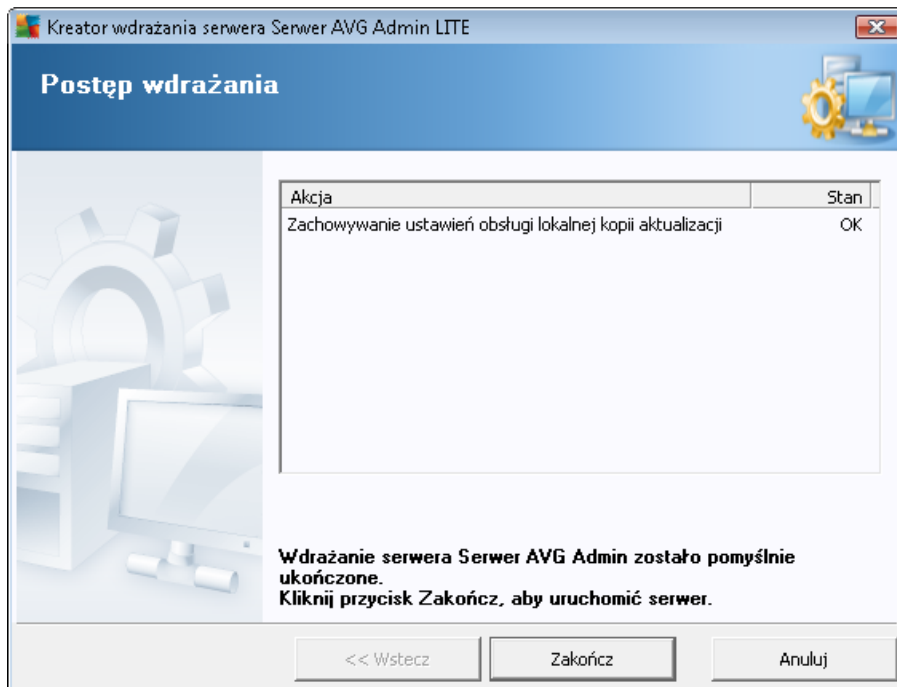 Kreator wdrażania serwera Serwer AVG Admin LITE
Postęp wdrażania
Akcja Stan
Zachowywanie ustawień obsługi lokalnej kopii aktualizacji OK
Wdrażanie serwera Serwer AVG Admin zostało pomyślnie
ukończone.
Kliknij przycisk Zakończ, aby uruchomić serwer.
<< Wstecz Zakończ Anuluj